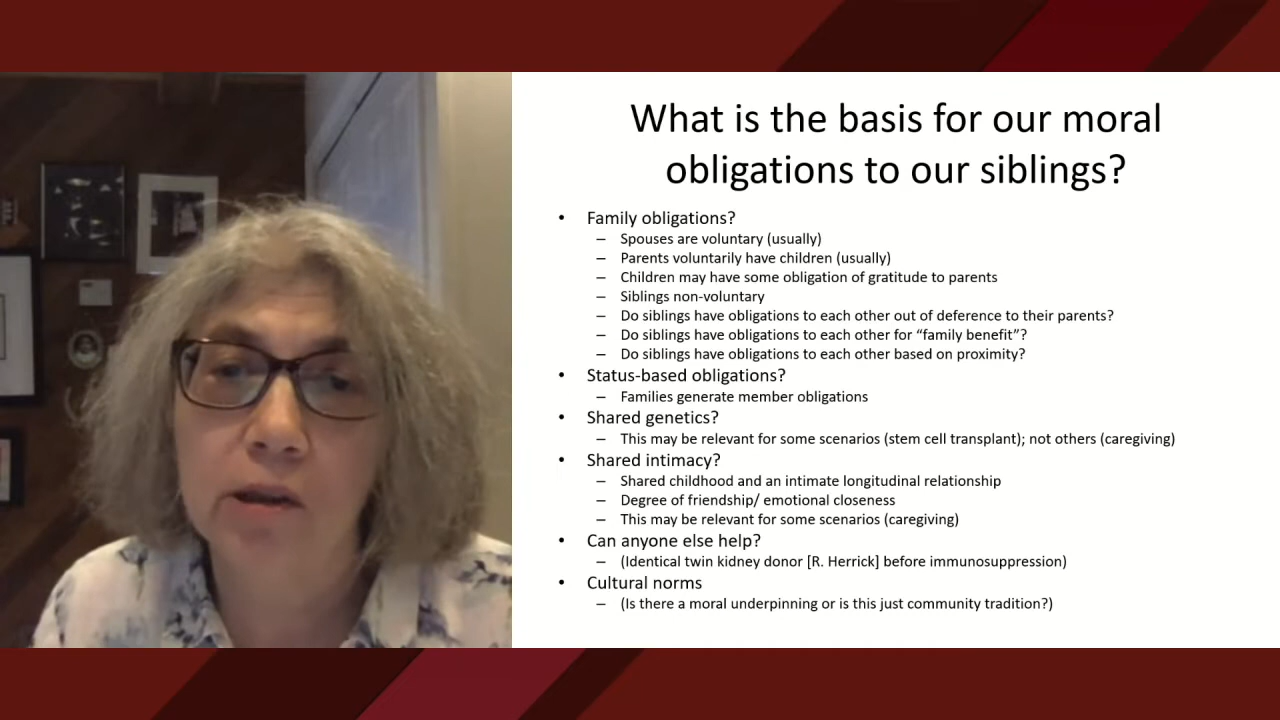 What is the basis for our moral
obligations to our siblings?
• Family obligations?
– Spouses are voluntary (usually)
– Parents voluntarily have children (usually)
– Children may have some obligation of gratitude to parents
– Siblings non-voluntary
– Do siblings have obligations to each other out of deference to their parents?
– Do siblings have obligations to each other for “family benefit”?
– Do siblings have obligations to each other based on proximity?
• Status-based obligations?
– Families generate member obligations
• Shared genetics?
– This may be relevant for some scenarios (stem cell transplant); not others (caregiving)
• Shared intimacy?
– Shared childhood and an intimate longitudinal relationship
– Degree of friendship/ emotional closeness
– This may be relevant for some scenarios (caregiving)
• Can anyone else help?
– (Identical twin kidney donor [R. Herrick] before immunosuppression)
• Cultural norms
– (Is there a moral underpinning or is this just community tradition?)